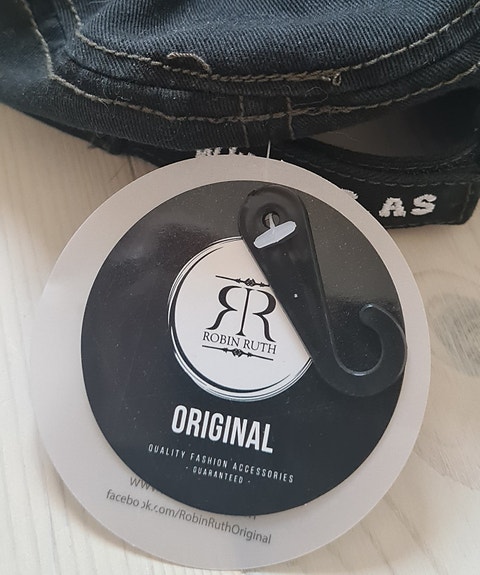 AS
RR
ROBIN RUTH
ORIGINAL
QUALITY FASHION ACCESSORIES
- GUARANTEED -
facebook.com/RobinRuthOriginal